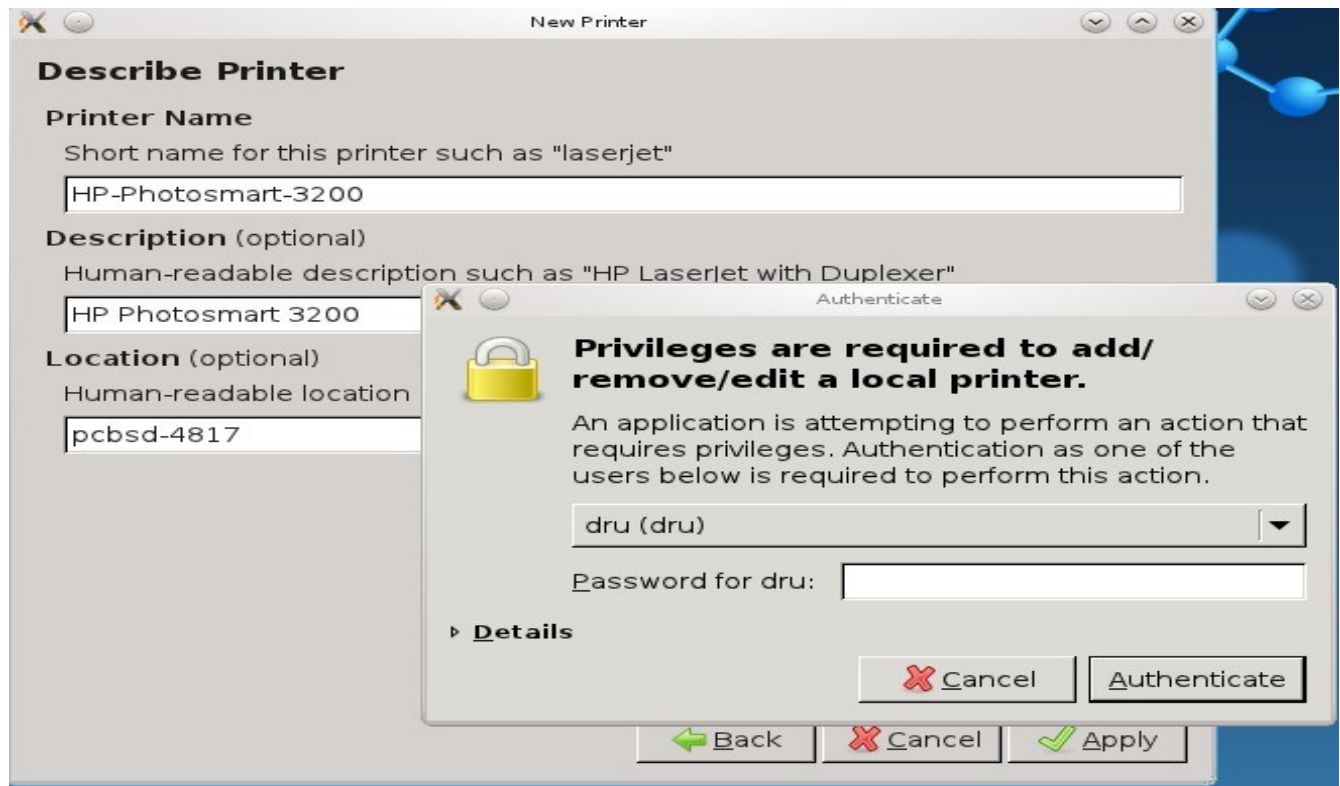 New Printer
Describe Printer
Printer Name
Short name for this printer such as "laserjet"
HP-Photosmart-3200
Description (optional)
Human-readable description such as "HP LaserJet with Duplexer"
HP Photosmart 3200
Location (optional)
Human-readable location
pcbsd-4817
Authenticate
Privileges are required to add/
remove/edit a local printer.
An application is attempting to perform an action that
requires privileges. Authentication as one of the
users below is required to perform this action.
dru (dru)
Password for dru:
Details
Cancel
Authenticate
Back
Cancel
Apply